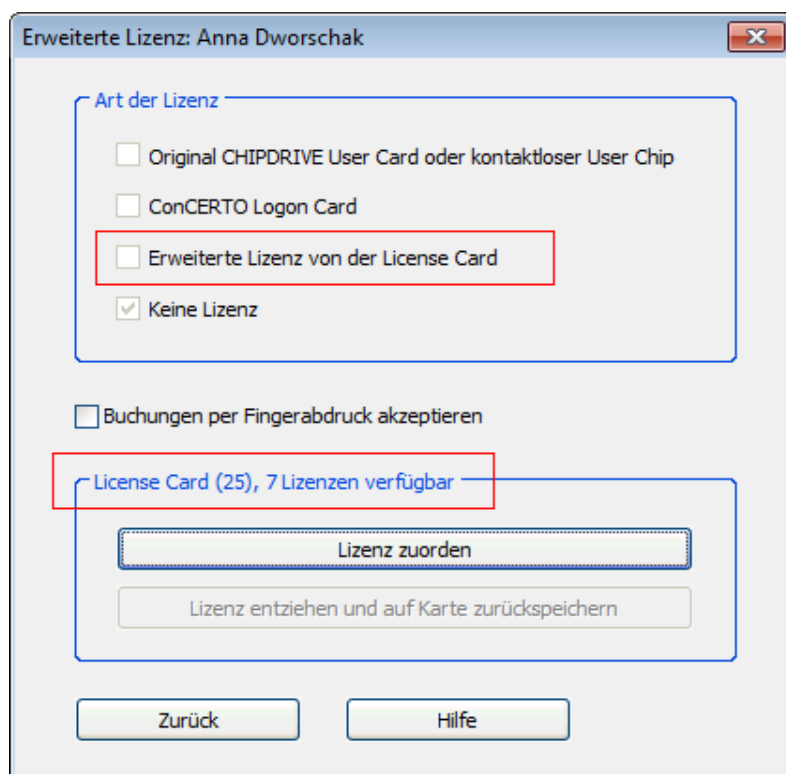 Erweiterte Lizenz: Anna Dworschak
Art der Lizenz
Original CHIPDRIVE User Card oder kontaktloser User Chip
ConCERTO Logon Card
Erweiterte Lizenz von der License Card
Keine Lizenz
Buchungen per Fingerabdruck akzeptieren
License Card (25), 7 Lizenzen verfügbar
Lizenz zuorden
Lizenz entziehen und auf Karte zurückspeichern
Zurück
Hilfe